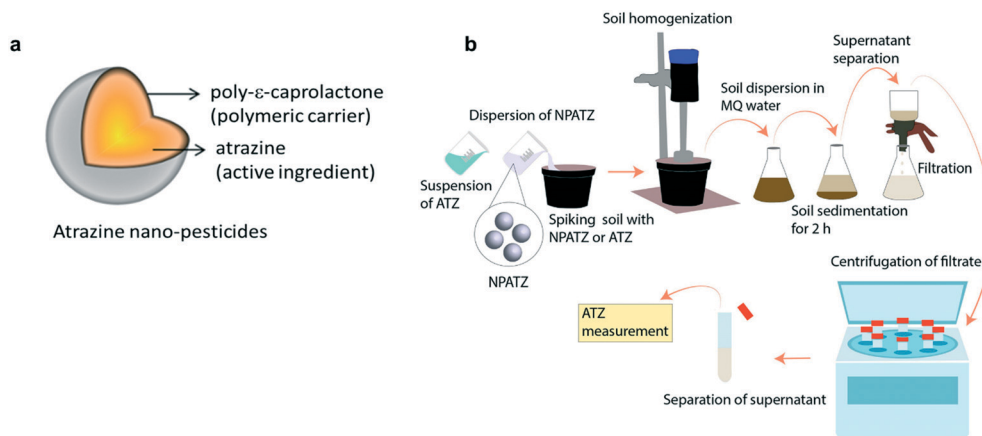 a
poly-ε-caprolactone
(polymeric carrier)
atrazine
(active ingredient)
Atrazine nano-pesticides
b
Soil homogenization
Supernatant
separation
Soil dispersion in
MQ water
Dispersion of NPATZ
Suspension
of ATZ
Spiking soil with
NPATZ or ATZ
NPATZ
Filtration
Soil sedimentation
for 2 h
Centrifugation of filtrate
ATZ
measurement
Separation of supernatant